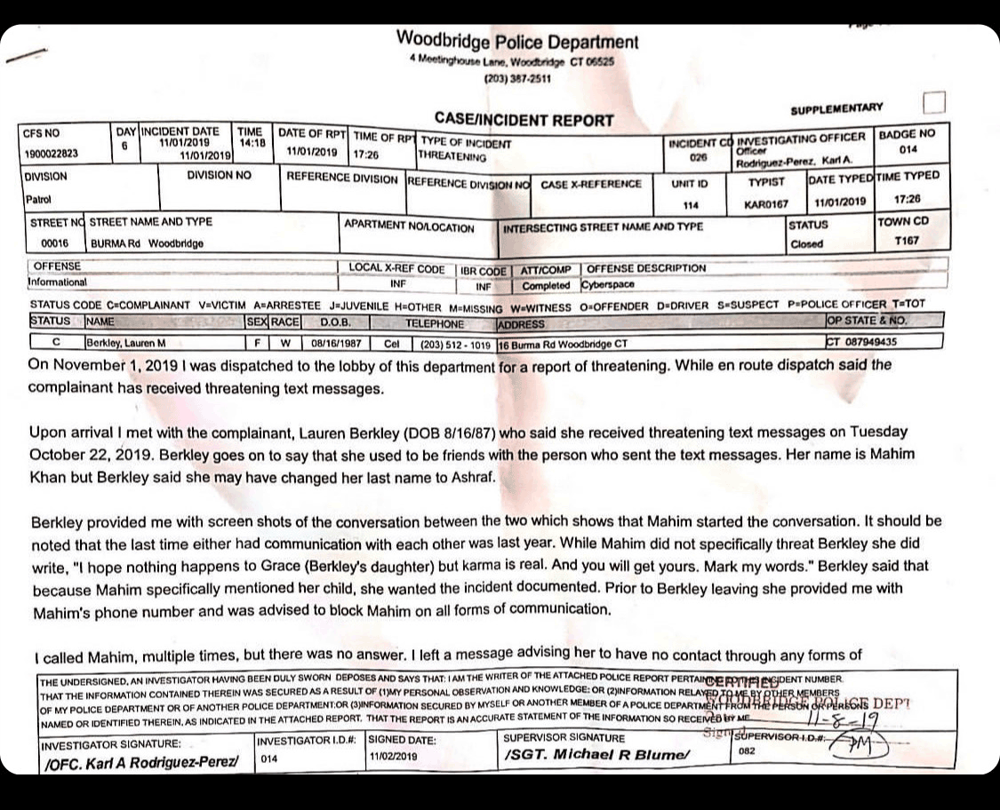 Woodbridge Police Department
4 Meetinghouse Lane, Woodbridge CT 06525
(203) 387-2511
SUPPLEMENTARY
CASE/INCIDENT REPORT
CFS NO DAY INCIDENT DATE TIME DATE OF RPT TIME OF RPT TYPE OF INCIDENT INCIDENT CD INVESTIGATING OFFICER BADGE NO
1900022823 6 11/01/2019 14:18 11/01/2019 17:26 THREATENING 026 Officer 014
11/01/2019 Rodriguez-Perez, Karl A.
DIVISION DIVISION NO REFERENCE DIVISION REFERENCE DIVISION NO CASE X-REFERENCE UNIT ID TYPIST DATE TYPED TIME TYPED
Patrol 114 KAR0167 11/01/2019 17:26
STREET NO STREET NAME AND TYPE APARTMENT NO/LOCATION INTERSECTING STREET NAME AND TYPE STATUS TOWN CD
00016 BURMA Rd Woodbridge Closed T167
OFFENSE LOCAL X-REF CODE IBR CODE ATT/COMP OFFENSE DESCRIPTION
Informational INF INF Completed Cyberspace
STATUS CODE C=COMPLAINANT V=VICTIM A=ARRESTEE J=JUVENILE H=OTHER M=MISSING W=WITNESS O=OFFENDER D=DRIVER S=SUSPECT P=POLICE OFFICER T=TOT
STATUS NAME SEX RACE D.O.B. TELEPHONE ADDRESS OP STATE & NO.
C Berkley, Lauren M F W 08/16/1987 Cel (203) 512 - 1019 16 Burma Rd Woodbridge CT CT 087949435
On November 1, 2019 I was dispatched to the lobby of this department for a report of threatening. While en route dispatch said the
complainant has received threatening text messages.
Upon arrival I met with the complainant, Lauren Berkley (DOB 8/16/87) who said she received threatening text messages on Tuesday
October 22, 2019. Berkley goes on to say that she used to be friends with the person who sent the text messages. Her name is Mahim
Khan but Berkley said she may have changed her last name to Ashraf.
Berkley provided me with screen shots of the conversation between the two which shows that Mahim started the conversation. It should be
noted that the last time either had communication with each other was last year. While Mahim did not specifically threat Berkley she did
write, "I hope nothing happens to Grace (Berkley's daughter) but karma is real. And you will get yours. Mark my words." Berkley said that
because Mahim specifically mentioned her child, she wanted the incident documented. Prior to Berkley leaving she provided me with
Mahim's phone number and was advised to block Mahim on all forms of communication.
I called Mahim, multiple times, but there was no answer. I left a message advising her to have no contact through any forms of
THE UNDERSIGNED, AN INVESTIGATOR HAVING BEEN DULY SWORN DEPOSES AND SAYS THAT: I AM THE WRITER OF THE ATTACHED POLICE REPORT PERTAINING TO THIS INCIDENT NUMBER.
THAT THE INFORMATION CONTAINED THEREIN WAS SECURED AS A RESULT OF (1)MY PERSONAL OBSERVATION AND KNOWLEDGE: OR (2)INFORMATION RELAYED TO ME BY OTHER MEMBERS
OF MY POLICE DEPARTMENT OR OF ANOTHER POLICE DEPARTMENT:OR (3)INFORMATION SECURED BY MYSELF OR ANOTHER MEMBER OF A POLICE DEPARTMENT FROM THE PERSON OR PERSONS
NAMED OR IDENTIFIED THEREIN, AS INDICATED IN THE ATTACHED REPORT. THAT THE REPORT IS AN ACCURATE STATEMENT OF THE INFORMATION SO RECEIVED BY ME
CERTIFIED
WOODBRIDGE POLICE DEPT
11-8-19
Signed
PM
INVESTIGATOR SIGNATURE: INVESTIGATOR I.D.#: SIGNED DATE: SUPERVISOR SIGNATURE SUPERVISOR I.D.#:
/OFC. Karl A Rodriguez-Perez/ 014 11/02/2019 /SGT. Michael R Blume/ 082